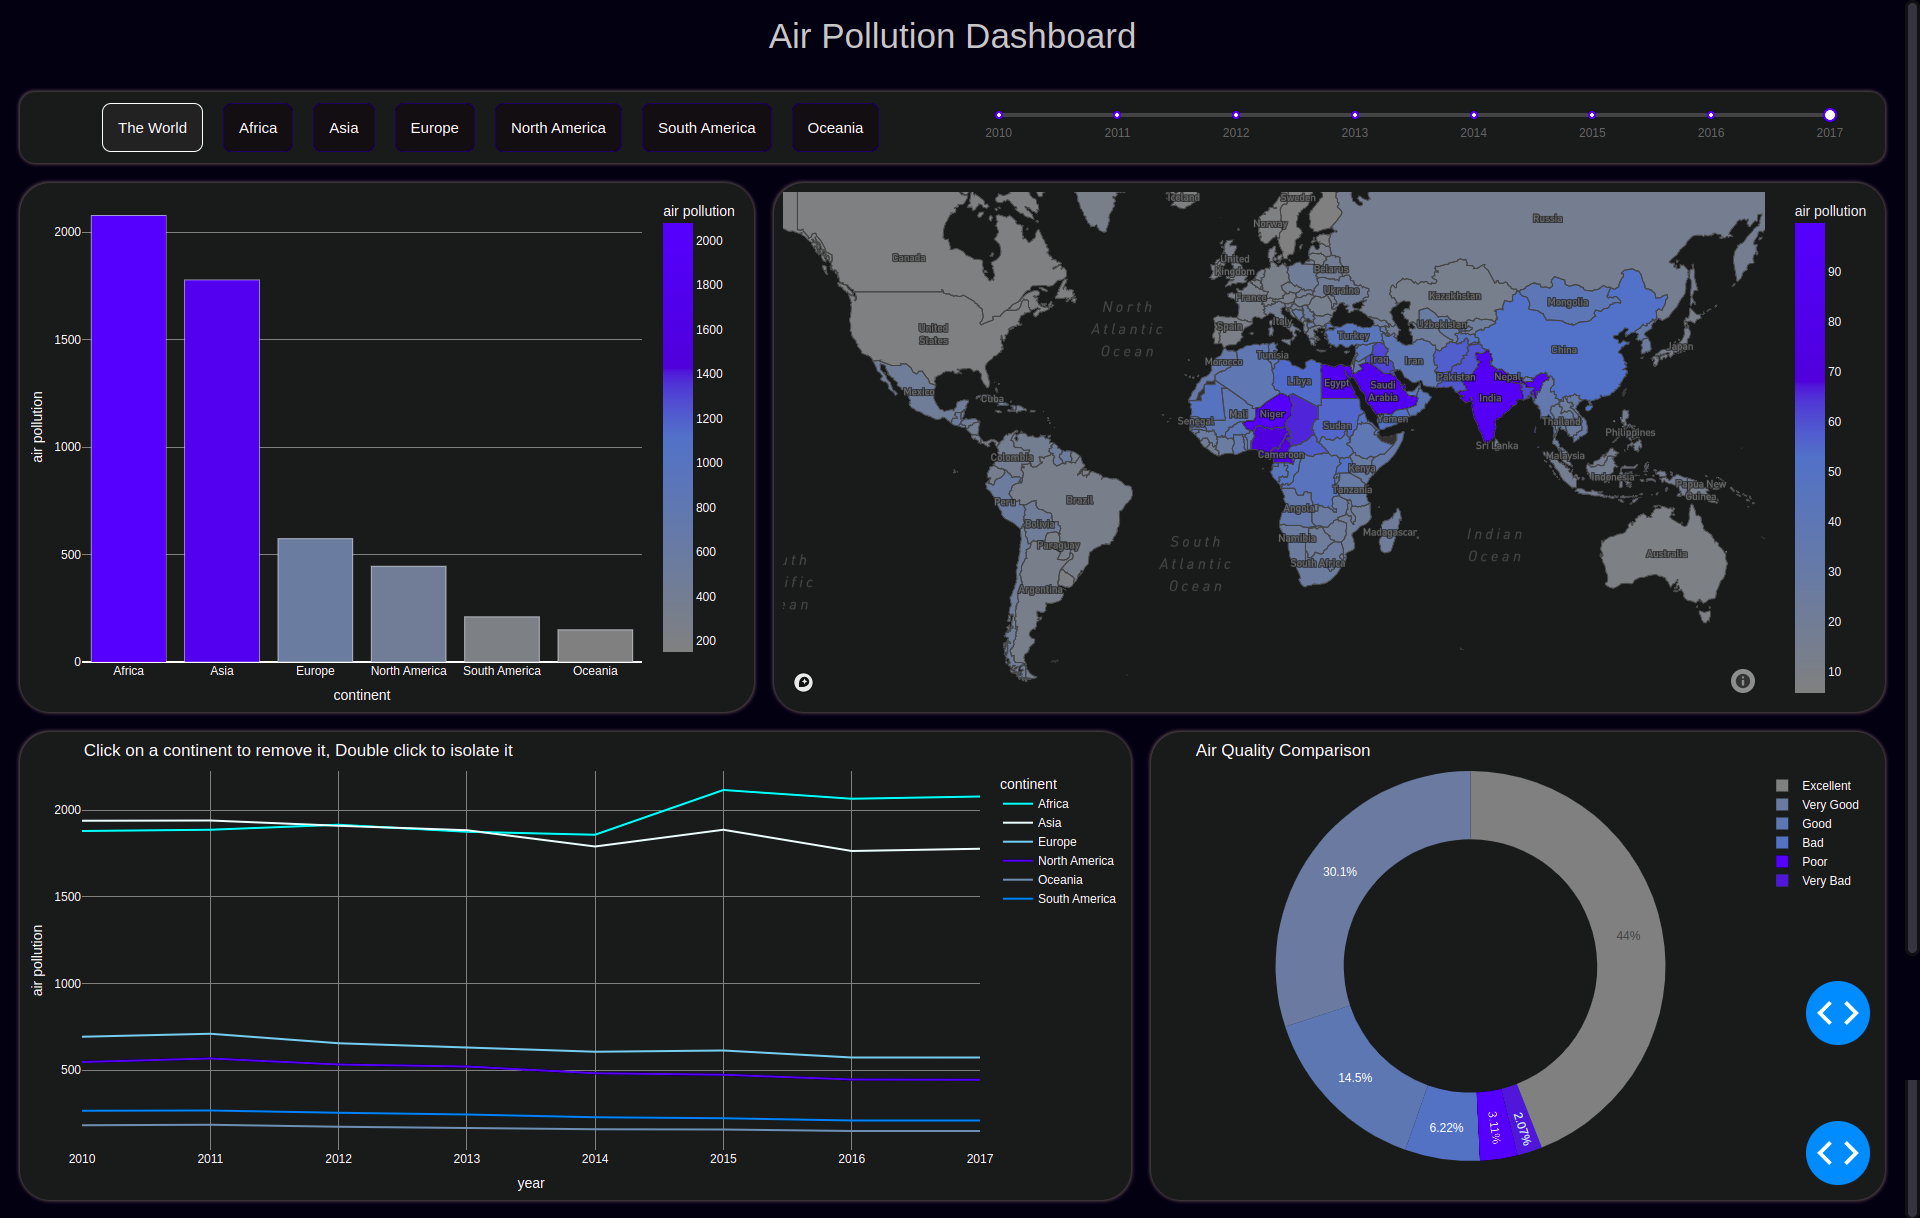 Air Pollution Dashboard
The World
Africa
Asia
Europe
North America
South America
Oceania
2010
2011
2012
2013
2014
2015
2016
2017
air pollution
2000
1500
1000
500
0
Africa
Asia
Europe
North America
South America
Oceania
continent
air pollution
2000
1800
1600
1400
1200
1000
800
600
400
200
Iceland
Sweden
Norway
Russia
Canada
United
Kingdom
Belarus
Ukraine
France
Kazakhstan
Mongolia
North
Atlantic
Ocean
United
States
Spain
Italy
Uzbekistan
Turkey
Japan
China
Morocco
Tunisia
Iraq
Iran
Libya
Egypt
Saudi
Arabia
Pakistan
Nepal
India
Mexico
Cuba
Senegal
Mali
Niger
Sudan
Yemen
Thailand
Philippines
Sri Lanka
Cameroon
Colombia
Kenya
Malaysia
Indonesia
Papua New
Guinea
Peru
Brazil
Tanzania
Angola
Bolivia
Madagascar
Namibia
Paraguay
South
Atlantic
Ocean
Indian
Ocean
Australia
South Africa
Argentina
uth
ific
an
air pollution
90
80
70
60
50
40
30
20
10
Click on a continent to remove it, Double click to isolate it
air pollution
2000
1500
1000
500
2010
2011
2012
2013
2014
2015
2016
2017
year
continent
Africa
Asia
Europe
North America
Oceania
South America
Air Quality Comparison
30.1%
44%
14.5%
6.22%
3.11%
2.07%
Excellent
Very Good
Good
Bad
Poor
Very Bad